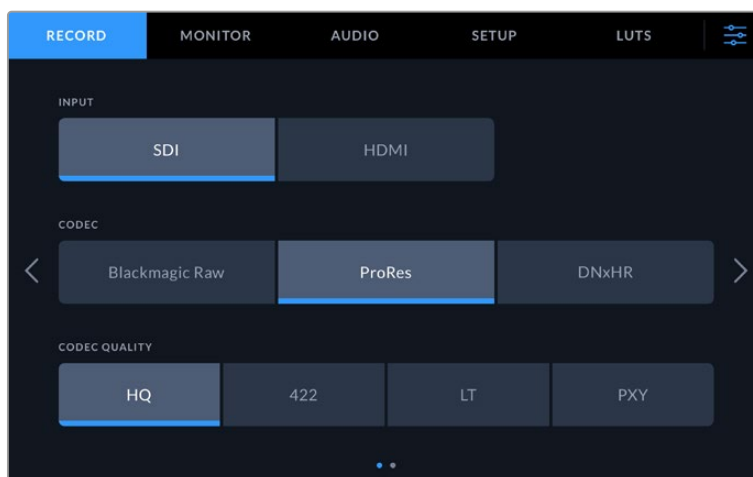 RECORD MONITOR AUDIO SETUP LUTS
INPUT
SDI HDMI
CODEC
Blackmagic Raw ProRes DNxHR
CODEC QUALITY
HQ 422 LT PXY